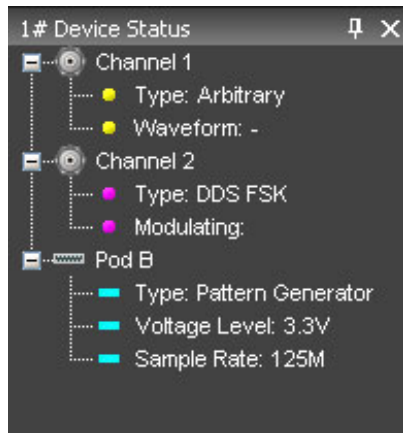 1# Device Status
Channel 1
Type: Arbitrary
Waveform: -
Channel 2
Type: DDS FSK
Modulating:
Pod B
Type: Pattern Generator
Voltage Level: 3.3V
Sample Rate: 125M